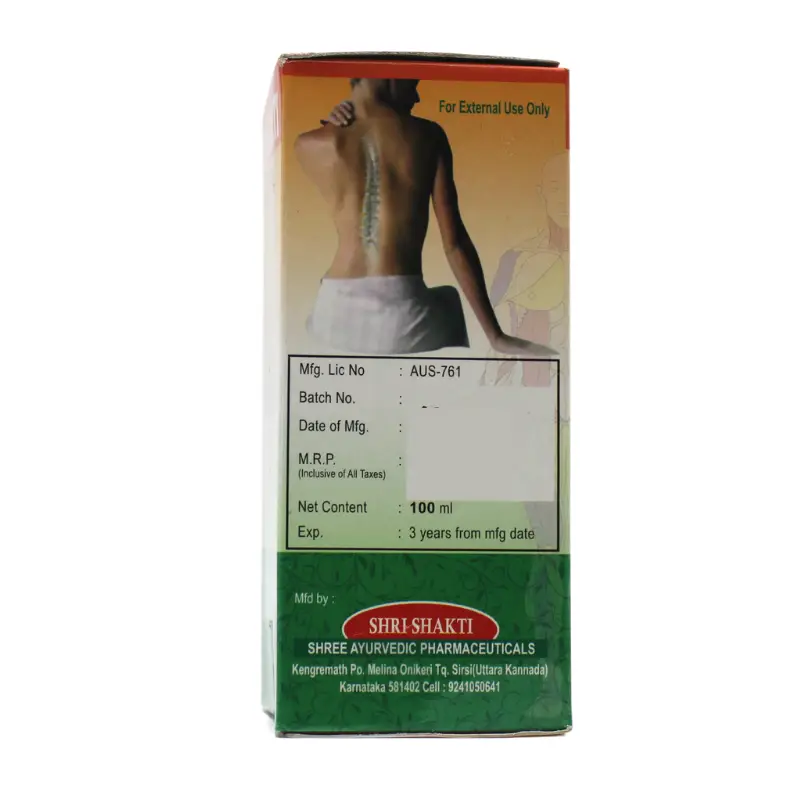 For External Use Only
Mfg. Lic No : AUS-761
Batch No. :
Date of Mfg. :
M.R.P. :
(Inclusive of All Taxes)
Net Content : 100 ml
Exp. : 3 years from mfg date
Mfd by :
SHRI SHAKTI
SHREE AYURVEDIC PHARMACEUTICALS
Kengremath Po. Melina Onikeri Tq. Sirsi(Uttara Kannada)
Karnataka 581402 Cell : 9241050641